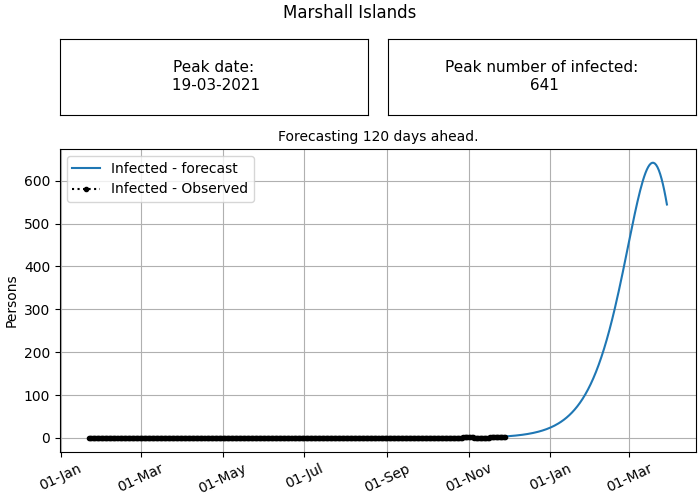 Marshall Islands
Peak date:
19-03-2021
Peak number of infected:
641
Forecasting 120 days ahead.
Infected - forecast
Infected - Observed
Persons
600
500
400
300
200
100
0
01-Jan
01-Mar
01-May
01-Jul
01-Sep
01-Nov
01-Jan
01-Mar